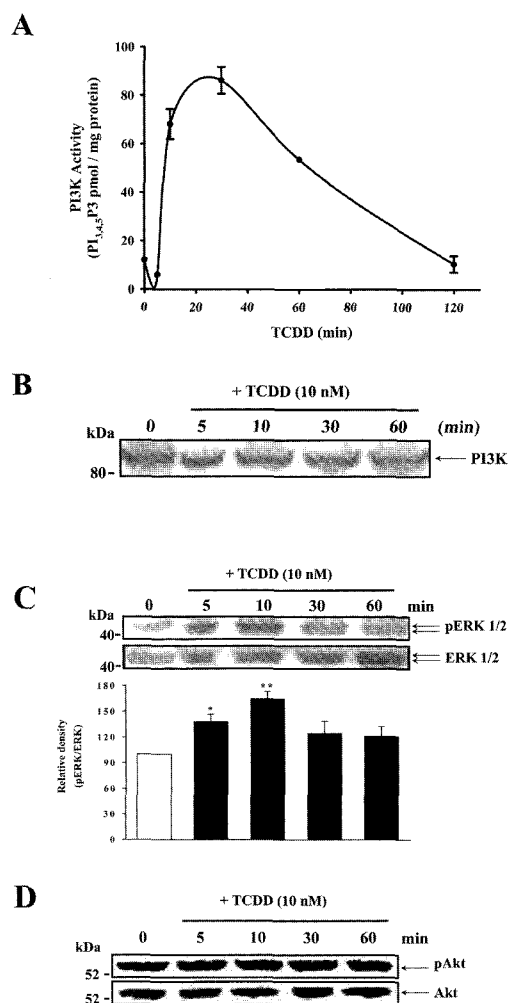 A
100
80
60
40
20
0
PI3K Activity
(PI3,4,5P3 pmol / mg protein)
0 20 40 60 80 100 120
TCDD (min)
B
+ TCDD (10 nM)
kDa 0 5 10 30 60 (min)
80 - PI3K
C
+ TCDD (10 nM)
kDa 0 5 10 30 60 min
40 - pERK 1/2
40 - ERK 1/2
180
150
120
90
60
30
0
Relative density
(pERK/ERK)
* **
D
+ TCDD (10 nM)
kDa 0 5 10 30 60 min
52 - pAkt
52 - Akt